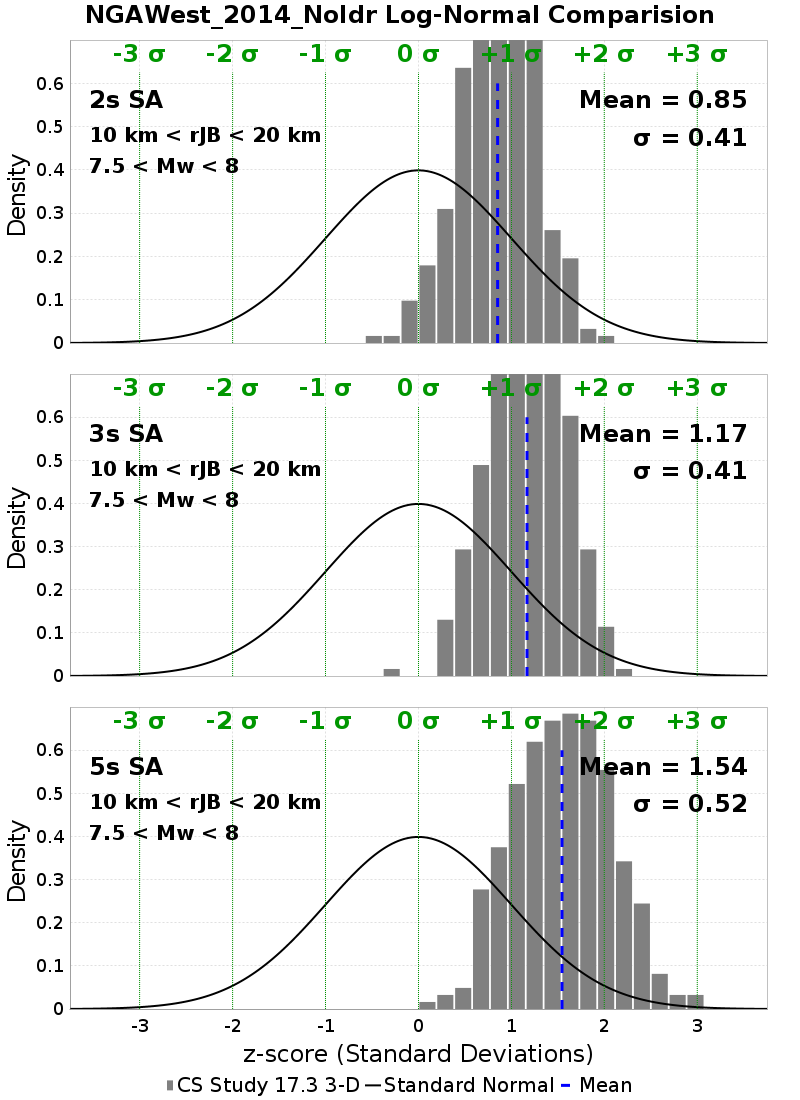 NGAWest_2014_NoIdr Log-Normal Comparision
-3 σ -2 σ -1 σ 0 σ +1 σ +2 σ +3 σ
0.6
2s SA Mean = 0.85
0.5
10 km < rJB < 20 km σ = 0.41
7.5 < Mw < 8
0.4
0.3
0.2
0.1
0
Density
-3 σ -2 σ -1 σ 0 σ +1 σ +2 σ +3 σ
0.6
3s SA Mean = 1.17
0.5
10 km < rJB < 20 km σ = 0.41
7.5 < Mw < 8
0.4
0.3
0.2
0.1
0
Density
-3 σ -2 σ -1 σ 0 σ +1 σ +2 σ +3 σ
0.6
5s SA Mean = 1.54
0.5
10 km < rJB < 20 km σ = 0.52
7.5 < Mw < 8
0.4
0.3
0.2
0.1
0
Density
-3 -2 -1 0 1 2 3
z-score (Standard Deviations)
CS Study 17.3 3-D Standard Normal Mean